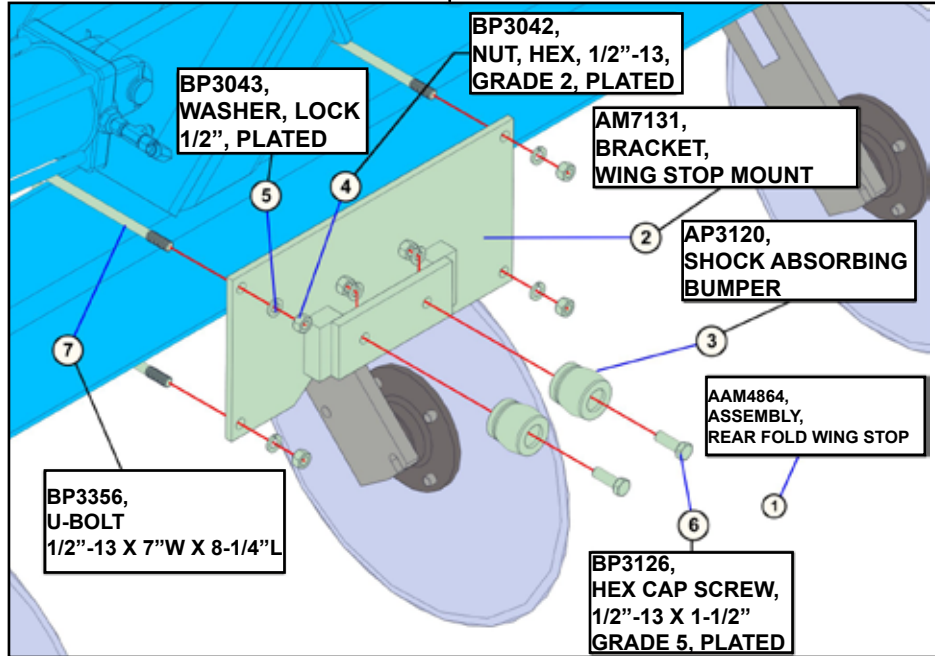 BP3042,
NUT, HEX, 1/2”-13,
GRADE 2, PLATED
BP3043,
WASHER, LOCK
1/2”, PLATED
AM7131,
BRACKET,
WING STOP MOUNT
5
4
2
AP3120,
SHOCK ABSORBING
BUMPER
3
7
AAM4864,
ASSEMBLY,
REAR FOLD WING STOP
1
BP3356,
U-BOLT
1/2”-13 X 7”W X 8-1/4”L
6
BP3126,
HEX CAP SCREW,
1/2”-13 X 1-1/2”
GRADE 5, PLATED